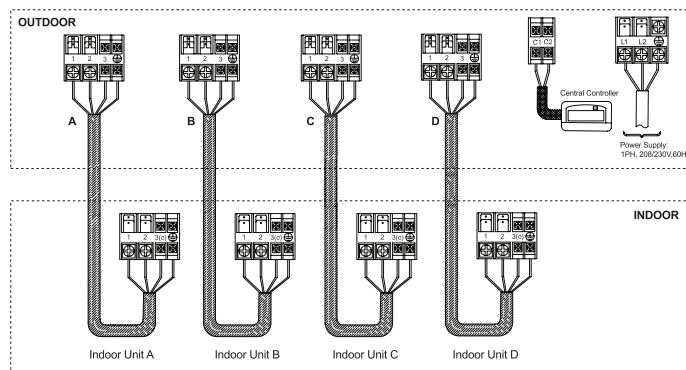 OUTDOOR
1 2 3
1 2 3
1 2 3
1 2 3
C1 C2
L1 L2
A
B
C
D
Central Controller
Power Supply:
1PH, 208/230V,60H
INDOOR
1 2 3(c)
1 2 3(c)
1 2 3(c)
1 2 3(c)
Indoor Unit A
Indoor Unit B
Indoor Unit C
Indoor Unit D